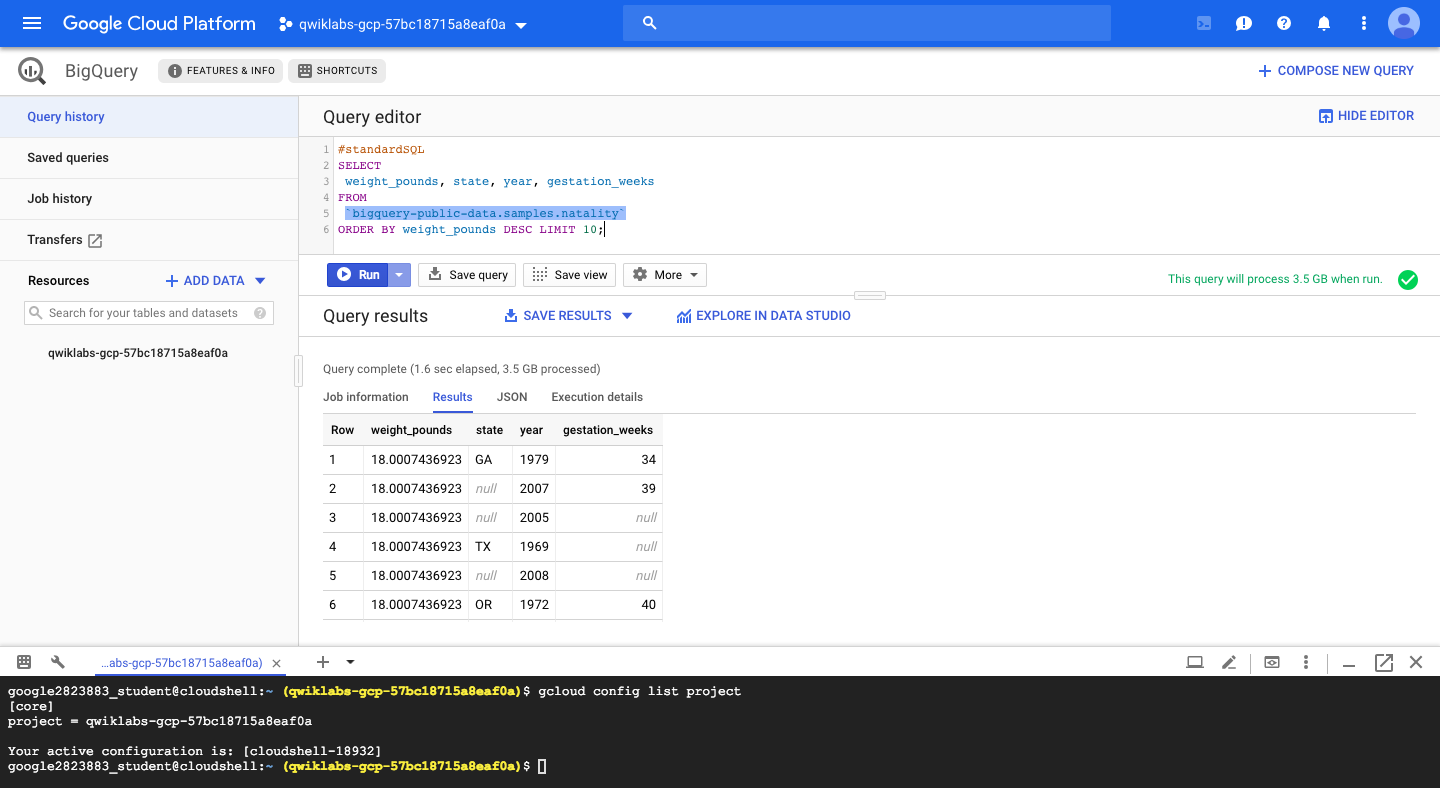 Google Cloud Platform qwiklabs-gcp-57bc18715a8eaf0a
BigQuery FEATURES & INFO SHORTCUTS COMPOSE NEW QUERY
Query history
Saved queries
Job history
Transfers
Resources ADD DATA
Search for your tables and datasets
qwiklabs-gcp-57bc18715a8eaf0a
Query editor HIDE EDITOR
1 #standardSQL
2 SELECT
3 weight_pounds, state, year, gestation_weeks
4 FROM
5 `bigquery-public-data.samples.natality`
6 ORDER BY weight_pounds DESC LIMIT 10;
Run Save query Save view More This query will process 3.5 GB when run.
Query results SAVE RESULTS EXPLORE IN DATA STUDIO
Query complete (1.6 sec elapsed, 3.5 GB processed)
Job information Results JSON Execution details
Row weight_pounds state year gestation_weeks
1 18.0007436923 GA 1979 34
2 18.0007436923 null 2007 39
3 18.0007436923 null 2005 null
4 18.0007436923 TX 1969 null
5 18.0007436923 null 2008 null
6 18.0007436923 OR 1972 40
...abs-gcp-57bc18715a8eaf0a)
google2823883_student@cloudshell:~ (qwiklabs-gcp-57bc18715a8eaf0a)$ gcloud config list project
[core]
project = qwiklabs-gcp-57bc18715a8eaf0a
Your active configuration is: [cloudshell-18932]
google2823883_student@cloudshell:~ (qwiklabs-gcp-57bc18715a8eaf0a)$